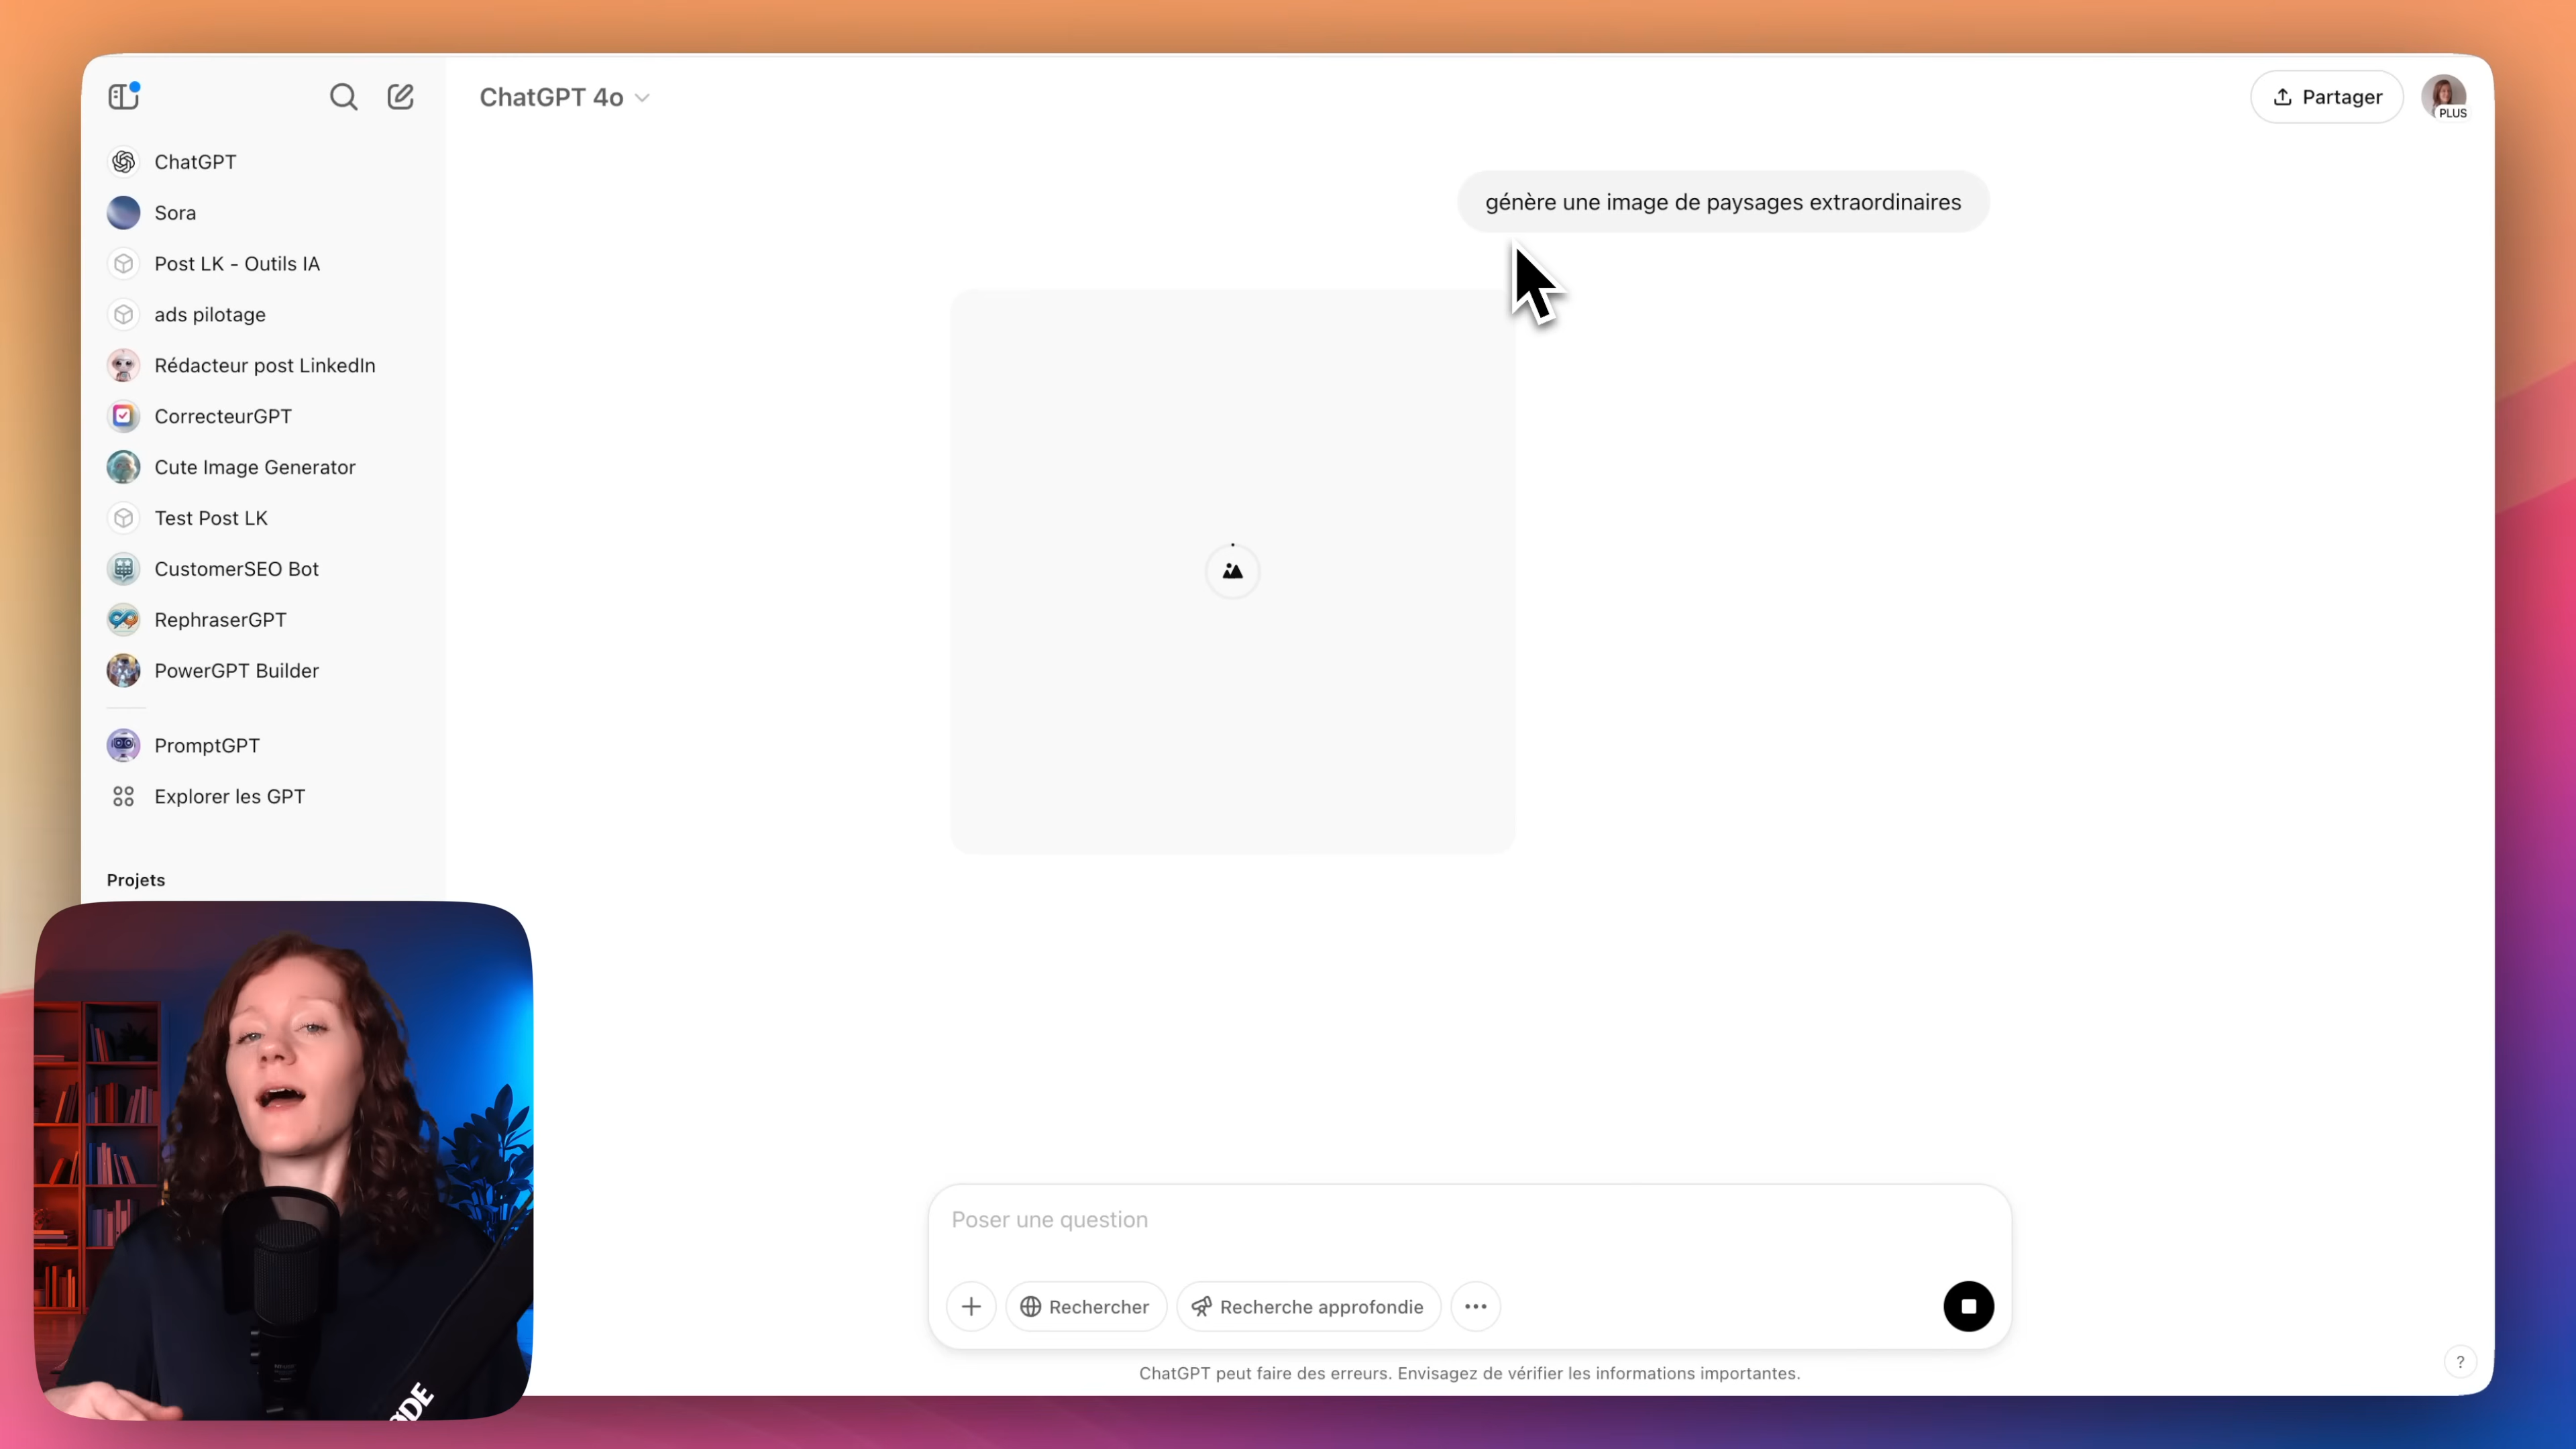 ChatGPT 4o
Partager
PLUS
ChatGPT
Sora
Post LK - Outils IA
ads pilotage
Rédacteur post LinkedIn
CorrecteurGPT
Cute Image Generator
Test Post LK
CustomerSEO Bot
RephraserGPT
PowerGPT Builder
PromptGPT
Explorer les GPT
Projets
génère une image de paysages extraordinaires
Poser une question
Rechercher
Recherche approfondie
ChatGPT peut faire des erreurs. Envisagez de vérifier les informations importantes.
?